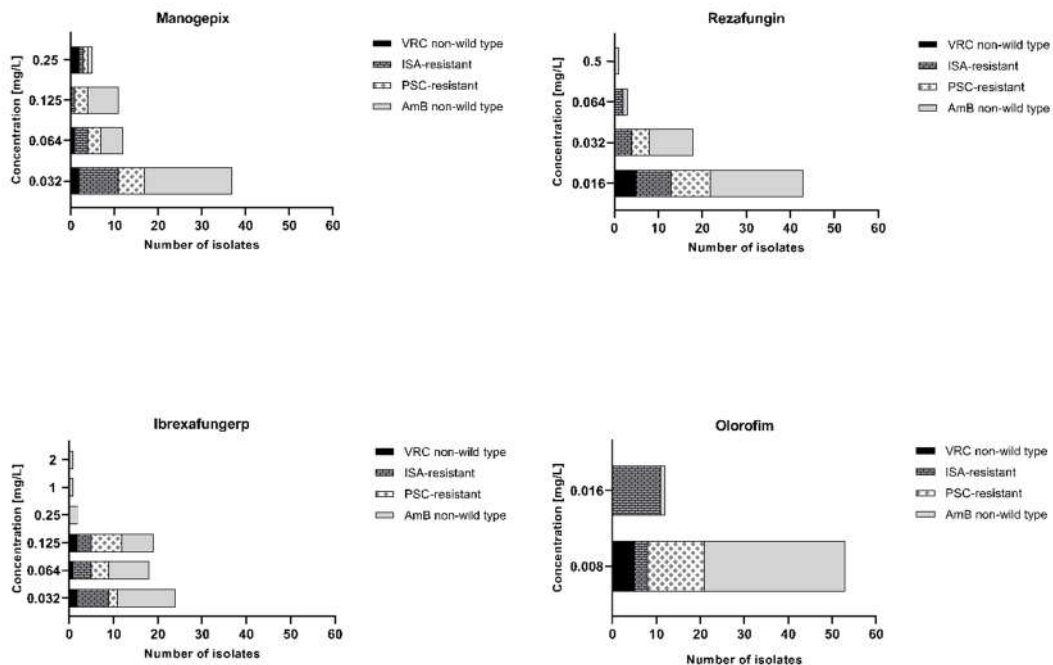 Manogepix
Concentration [mg/L]
0.25
0.125
0.064
0.032
0 10 20 30 40 50 60
Number of isolates
VRC non-wild type
ISA-resistant
PSC-resistant
AmB non-wild type
Rezafungin
Concentration [mg/L]
0.5
0.064
0.032
0.016
0 10 20 30 40 50 60
Number of isolates
VRC non-wild type
ISA-resistant
PSC-resistant
AmB non-wild type
Ibrexafungerp
Concentration [mg/L]
2
1
0.25
0.125
0.064
0.032
0 10 20 30 40 50 60
Number of isolates
VRC non-wild type
ISA-resistant
PSC-resistant
AmB non-wild type
Olorofim
Concentration [mg/L]
0.016
0.008
0 10 20 30 40 50 60
Number of isolates
VRC non-wild type
ISA-resistant
PSC-resistant
AmB non-wild type